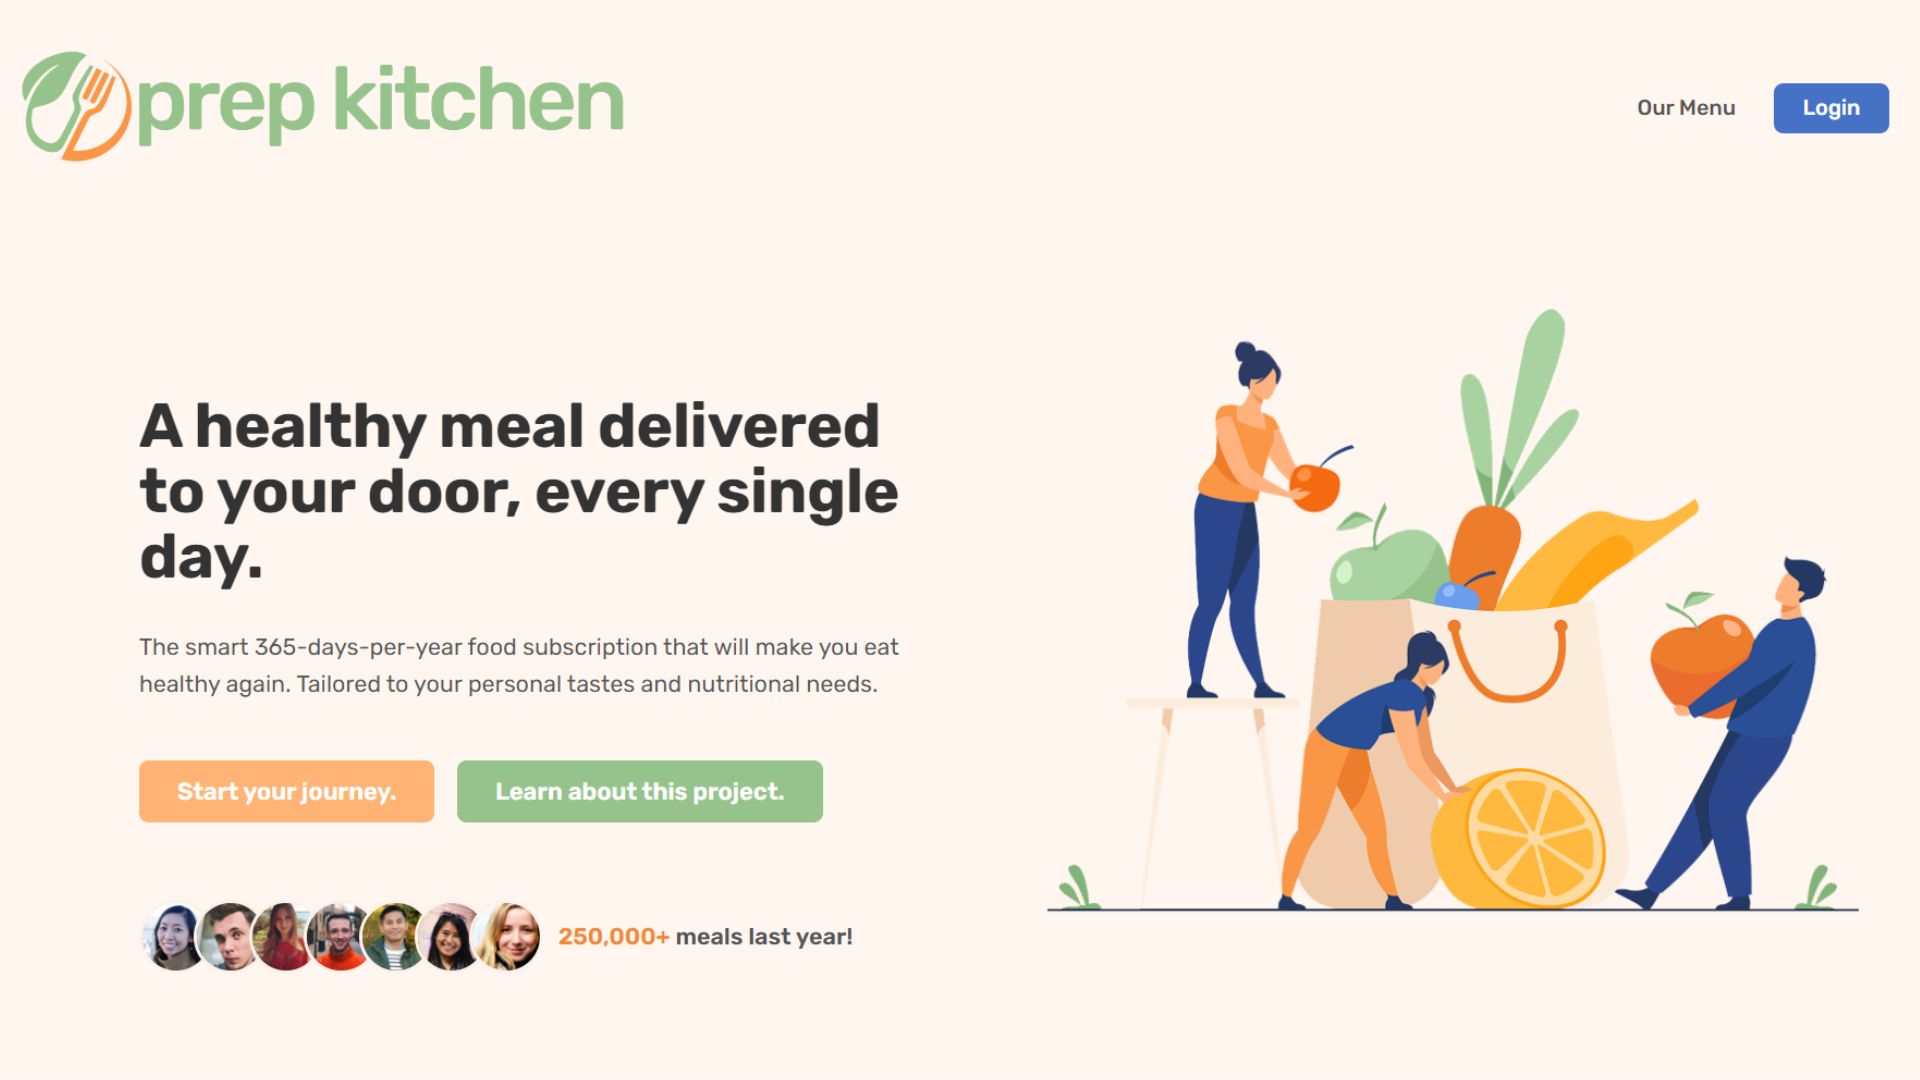 prep kitchen
Our Menu
Login
A healthy meal delivered
to your door, every single
day.
The smart 365-days-per-year food subscription that will make you eat
healthy again. Tailored to your personal tastes and nutritional needs.
Start your journey.
Learn about this project.
250,000+ meals last year!